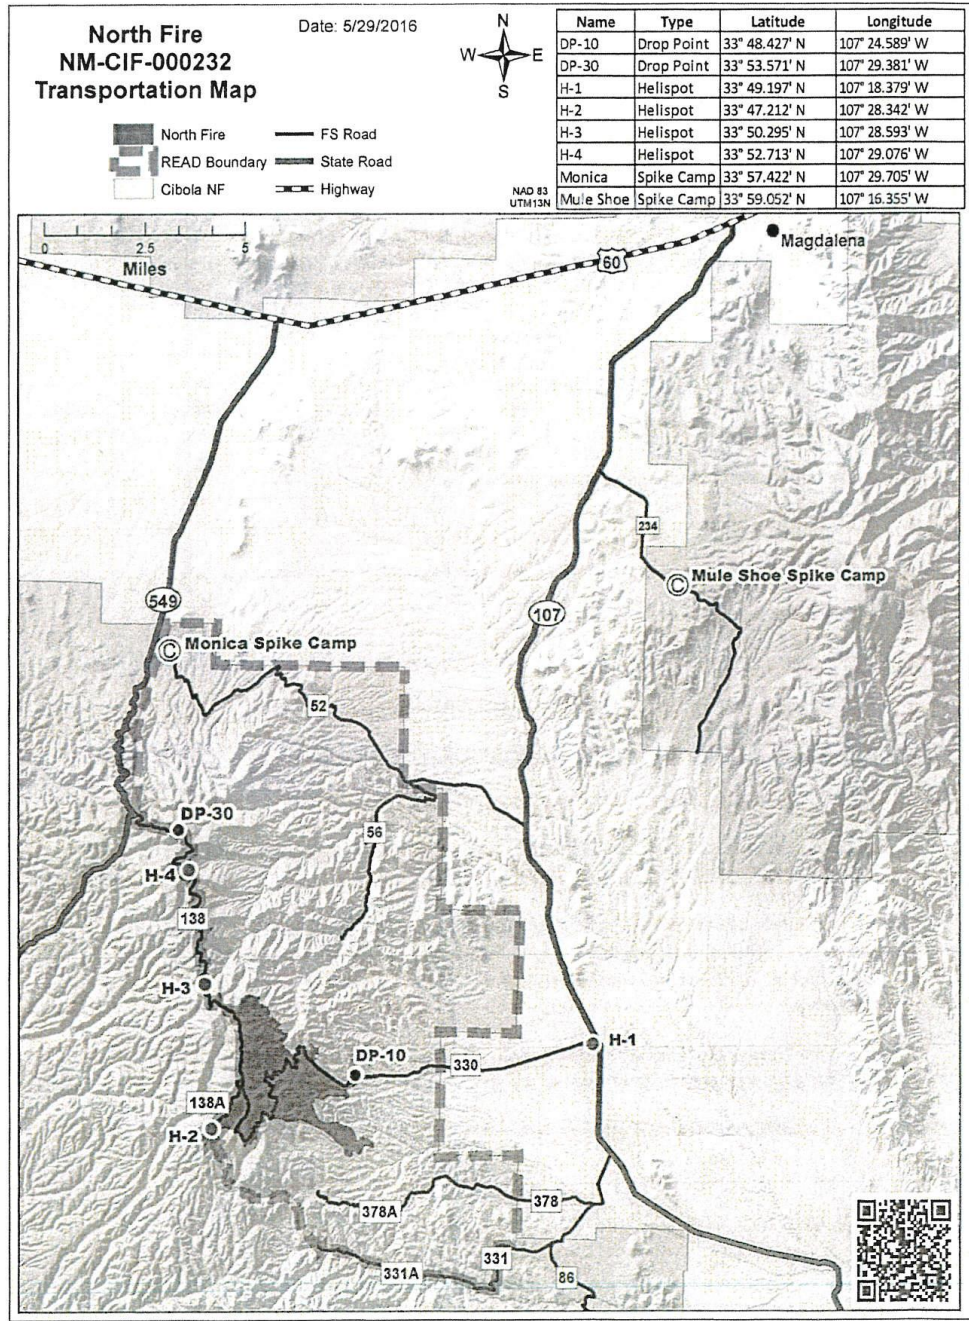 North Fire
NM-CIF-000232
Transportation Map
Date: 5/29/2016
N
W E
S
North Fire
READ Boundary
Cibola NF
FS Road
State Road
Highway
NAD 83
UTM13N
Name Type Latitude Longitude
DP-10 Drop Point 33° 48.427' N 107° 24.589' W
DP-30 Drop Point 33° 53.571' N 107° 29.381' W
H-1 Helispot 33° 49.197' N 107° 18.379' W
H-2 Helispot 33° 47.212' N 107° 28.342' W
H-3 Helispot 33° 50.295' N 107° 28.593' W
H-4 Helispot 33° 52.713' N 107° 29.076' W
Monica Spike Camp 33° 57.422' N 107° 29.705' W
Mule Shoe Spike Camp 33° 59.052' N 107° 16.355' W
0 2.5 5
Miles
Magdalena
60
234
C Mule Shoe Spike Camp
549
107
C Monica Spike Camp
52
DP-30
56
H-4
138
H-3
H-1
DP-10
330
138A
H-2
378A
378
331
331A
86